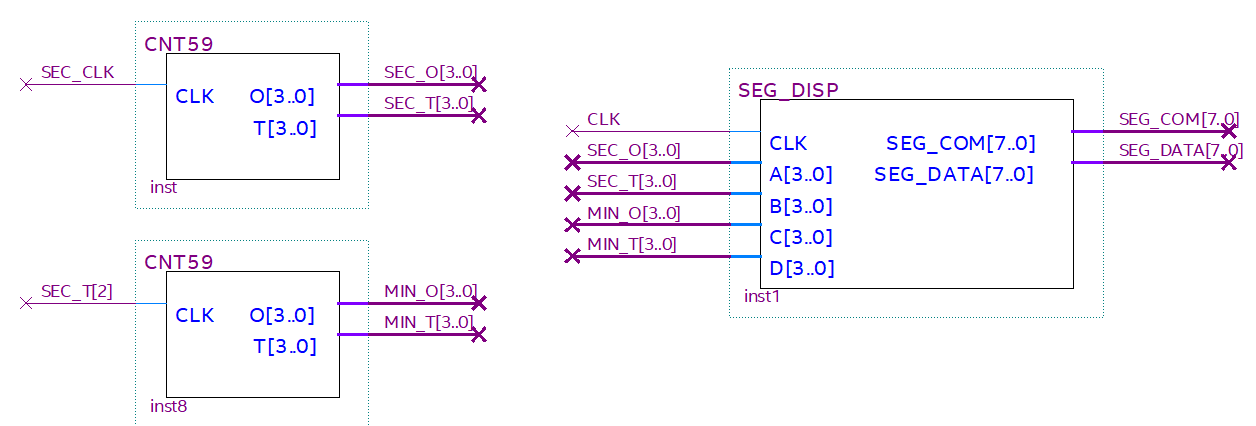 CNT59
SEC_CLK
SEC_O[3..0]
CLK
O[3..0]
SEC_T[3..0]
T[3..0]
inst
CNT59
SEC_T[2]
MIN_O[3..0]
CLK
O[3..0]
MIN_T[3..0]
T[3..0]
inst8
SEG_DISP
CLK
SEG_COM[7..0]
CLK
SEG_COM[7..0]
SEC_O[3..0]
SEG_DATA[7..0]
A[3..0]
SEG_DATA[7..0]
SEC_T[3..0]
B[3..0]
MIN_O[3..0]
C[3..0]
MIN_T[3..0]
D[3..0]
inst1